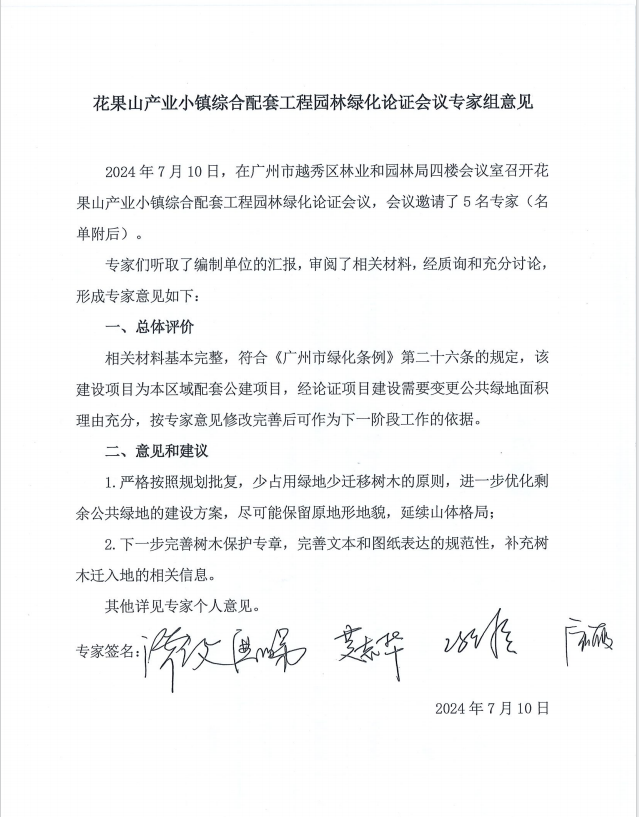 花果山产业小镇综合配套工程园林绿化论证会议专家组意见
2024 年 7 月 10 日，在广州市越秀区林业和园林局四楼会议室召开花
果山产业小镇综合配套工程园林绿化论证会议，会议邀请了 5 名专家（名
单附后）。
专家们听取了编制单位的汇报，审阅了相关材料，经质询和充分讨论，
形成专家意见如下：
一、总体评价
相关材料基本完整，符合《广州市绿化条例》第二十六条的规定，该
建设项目为本区域配套公建项目，经论证项目建设需要变更公共绿地面积
理由充分，按专家意见修改完善后可作为下一阶段工作的依据。
二、意见和建议
1.严格按照规划批复，少占用绿地少迁移树木的原则，进一步优化剩
余公共绿地的建设方案，尽可能保留原地形地貌，延续山体格局；
2.下一步完善树木保护专章，完善文本和图纸表达的规范性，补充树
木迁入地的相关信息。
其他详见专家个人意见。
专家签名：
2024 年 7 月 10 日